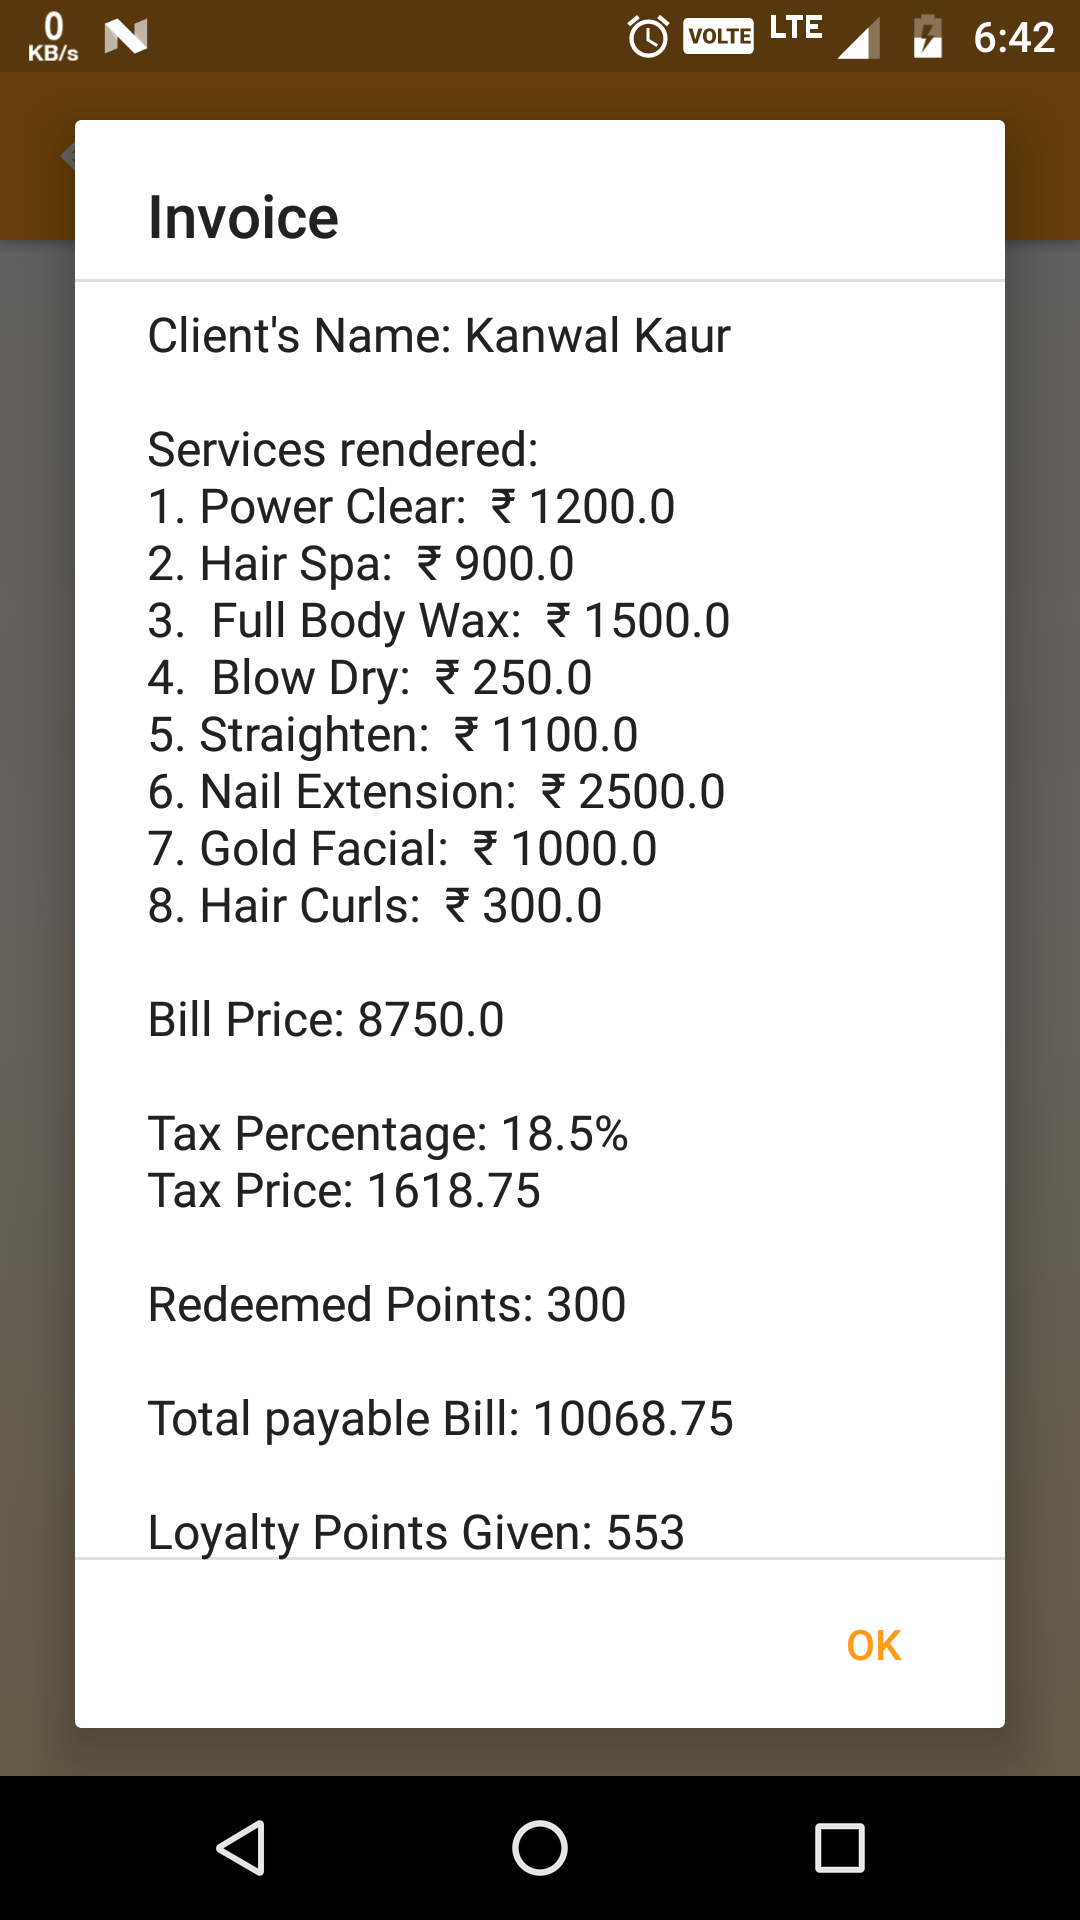 0
KB/s
VOLTE LTE 6:42
Invoice
Client's Name: Kanwal Kaur
Services rendered:
1. Power Clear:  ₹ 1200.0
2. Hair Spa:  ₹ 900.0
3.  Full Body Wax:  ₹ 1500.0
4.  Blow Dry:  ₹ 250.0
5. Straighten:  ₹ 1100.0
6. Nail Extension:  ₹ 2500.0
7. Gold Facial:  ₹ 1000.0
8. Hair Curls:  ₹ 300.0
Bill Price: 8750.0
Tax Percentage: 18.5%
Tax Price: 1618.75
Redeemed Points: 300
Total payable Bill: 10068.75
Loyalty Points Given: 553
OK